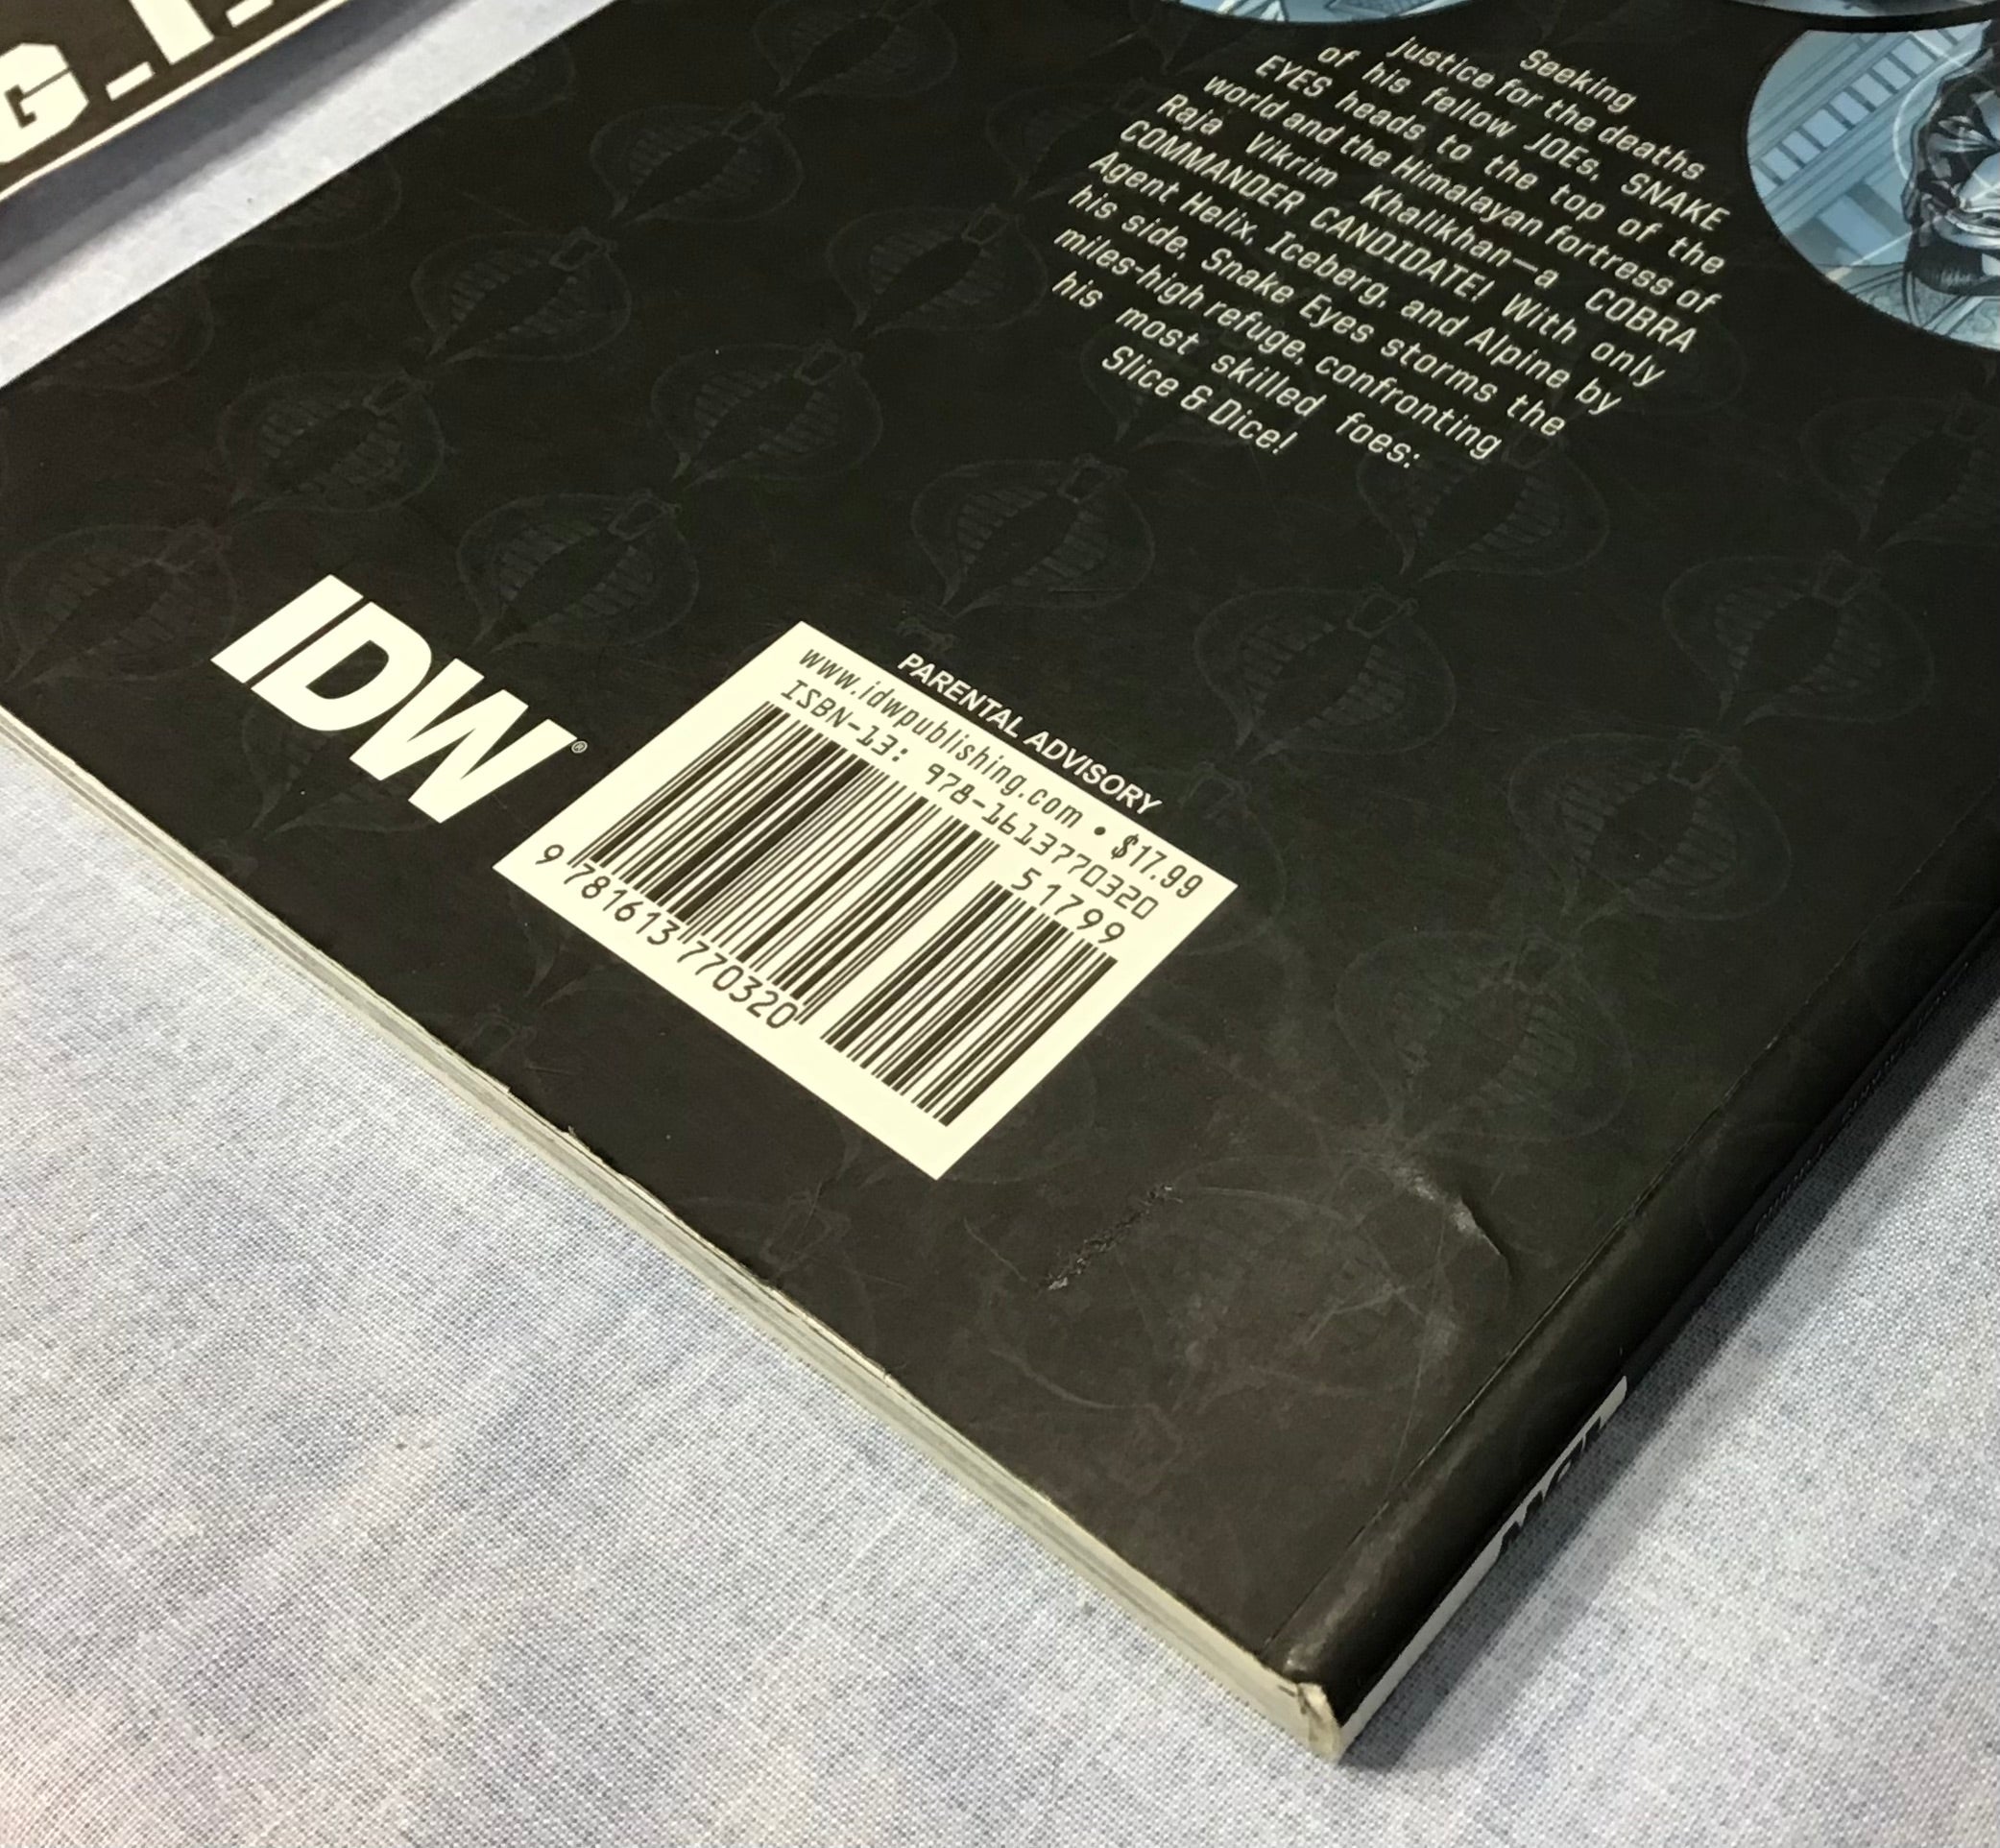 G.I.
Seeking
justice for the deaths
of his fellow JOEs, SNAKE
EYES heads to the top of the
world and the Himalayan fortress of
Raja Vikrim Khalikhan—a COBRA
COMMANDER CANDIDATE! With only
Agent Helix, Iceberg, and Alpine by
his side, Snake Eyes storms the
miles-high refuge, confronting
his most skilled foes:
Slice & Dice!
IDW®
PARENTAL ADVISORY
www.idwpublishing.com • $17.99
ISBN-13: 978-1613770320
51799
9 781613 770320